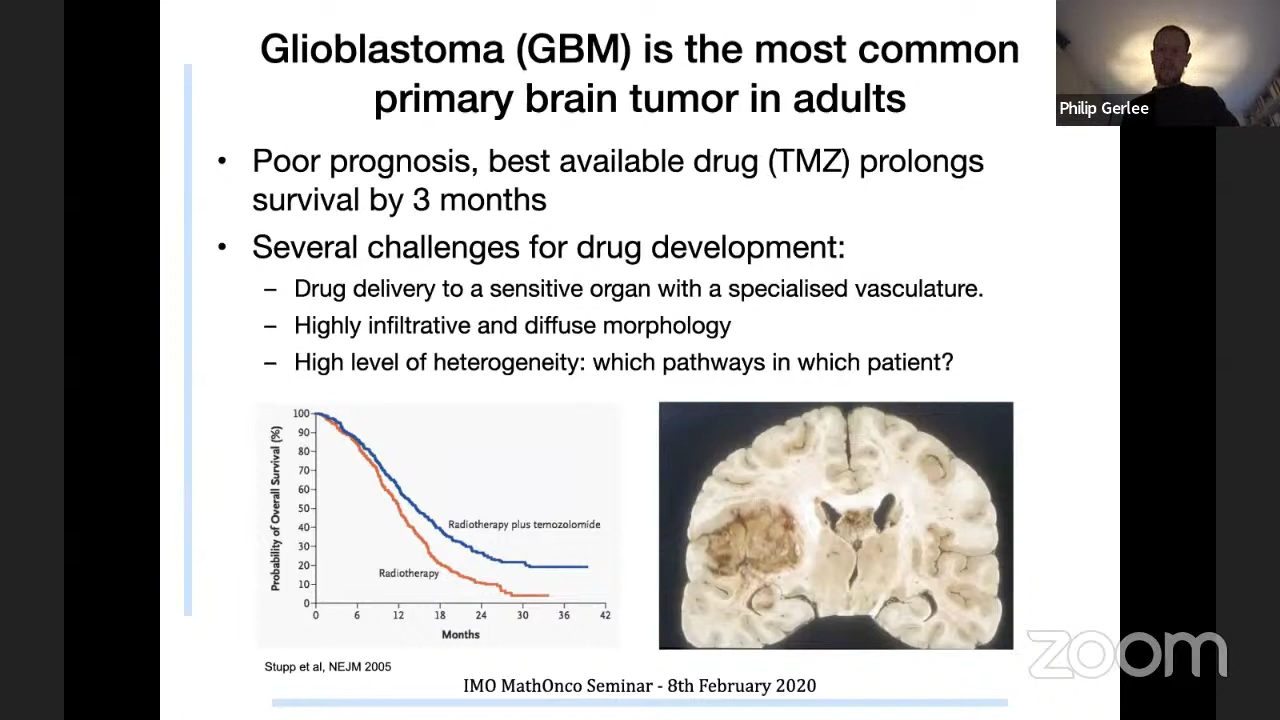 Glioblastoma (GBM) is the most common
primary brain tumor in adults
Philip Gerlee
• Poor prognosis, best available drug (TMZ) prolongs
survival by 3 months
• Several challenges for drug development:
– Drug delivery to a sensitive organ with a specialised vasculature.
– Highly infiltrative and diffuse morphology
– High level of heterogeneity: which pathways in which patient?
Probability of Overall Survival (%)
100
90
80
70
60
50
40
30
20
10
0
Radiotherapy plus temozolomide
Radiotherapy
0 6 12 18 24 30 36 42
Months
Stupp et al, NEJM 2005
IMO MathOnco Seminar - 8th February 2020
zoom